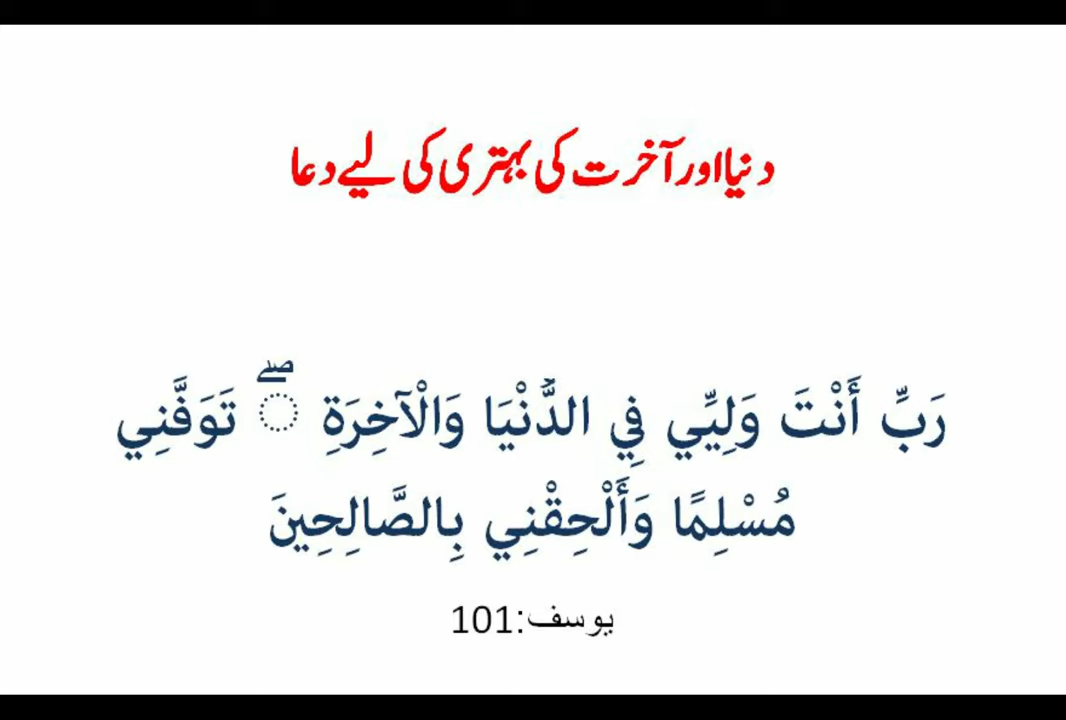 دنیا اور آخرت کی بہتری کی لیے دعا
رَبِّ أَنْتَ وَلِيِّي فِي الدُّنْيَا وَالْآخِرَةِ ۖ تَوَفَّنِي
مُسْلِمًا وَأَلْحِقْنِي بِالصَّالِحِينَ
یوسف:101